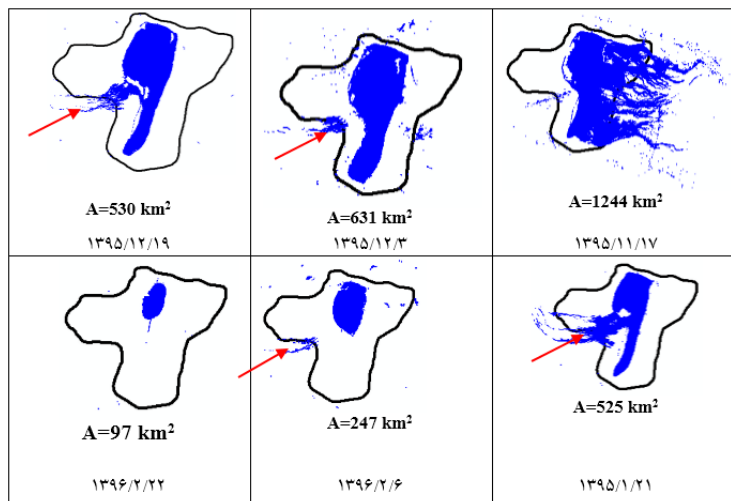 A=530 km²
۱۳۹۵/۱۲/۱۹
A=631 km²
۱۳۹۵/۱۲/۳
A=1244 km²
۱۳۹۵/۱۱/۱۷
A=97 km²
۱۳۹۶/۲/۲۲
A=247 km²
۱۳۹۶/۲/۶
A=525 km²
۱۳۹۵/۱/۲۱